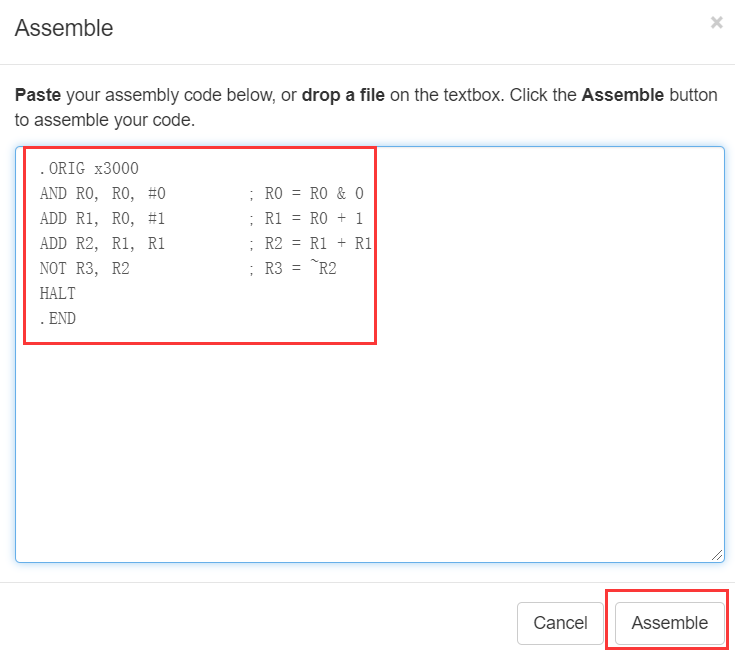 Assemble
×
Paste your assembly code below, or drop a file on the textbox. Click the Assemble button
to assemble your code.
.ORIG x3000
AND R0, R0, #0 ; R0 = R0 & 0
ADD R1, R0, #1 ; R1 = R0 + 1
ADD R2, R1, R1 ; R2 = R1 + R1
NOT R3, R2 ; R3 = ~R2
HALT
.END
Cancel
Assemble